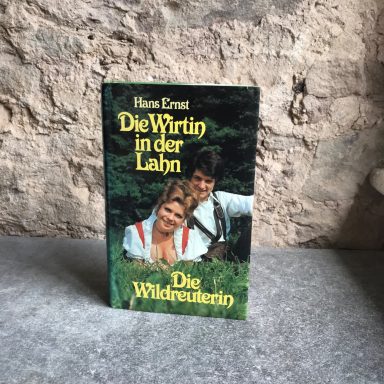 Hans Ernst
Die Wirtin
in der
Lahn
Die
Wildreuterin